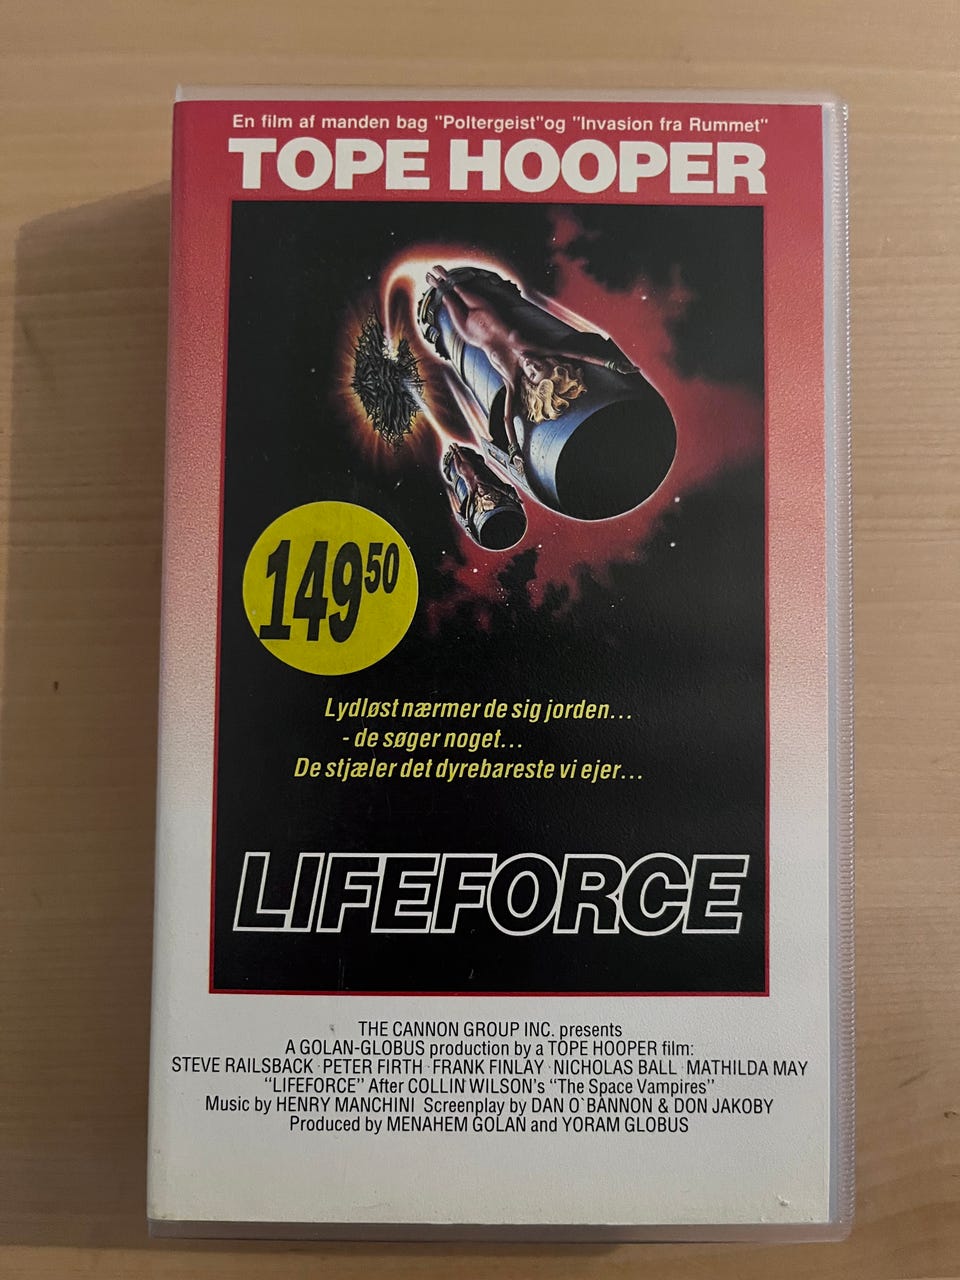 En film af manden bag "Poltergeist"og "Invasion fra Rummet"
TOPE HOOPER
149 50
Lydløst nærmer de sig jorden...
- de søger noget...
De stjæler det dyrebareste vi ejer...
LIFEFORCE
THE CANNON GROUP INC. presents
A GOLAN-GLOBUS production by a TOPE HOOPER film:
STEVE RAILSBACK · PETER FIRTH · FRANK FINLAY · NICHOLAS BALL · MATHILDA MAY
"LIFEFORCE" After COLLIN WILSON's "The Space Vampires"
Music by HENRY MANCHINI Screenplay by DAN O`BANNON & DON JAKOBY
Produced by MENAHEM GOLAN and YORAM GLOBUS